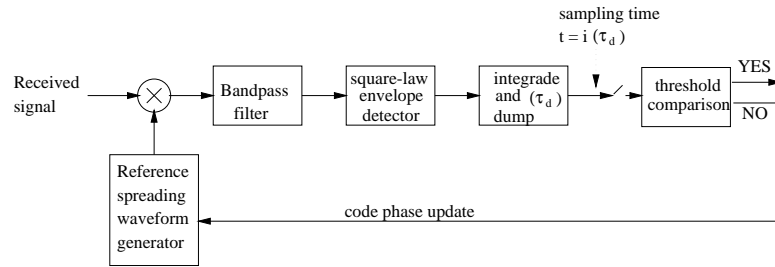 sampling time
t = i (τ_d)
Received
signal
×
Bandpass
filter
square-law
envelope
detector
integrade
and (τ_d)
dump
threshold
comparison
YES
NO
Reference
spreading
waveform
generator
code phase update